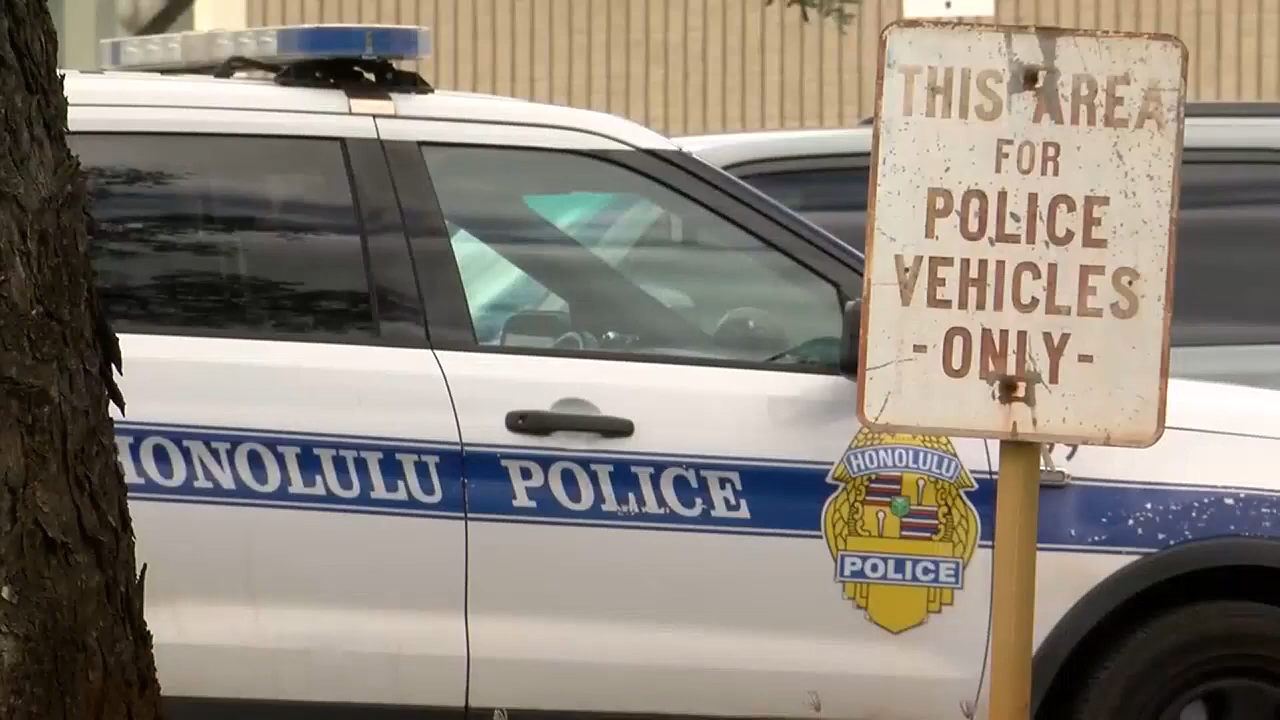 THIS AREA
FOR
POLICE
VEHICLES
-ONLY-
HONOLULU POLICE
HONOLULU
POLICE